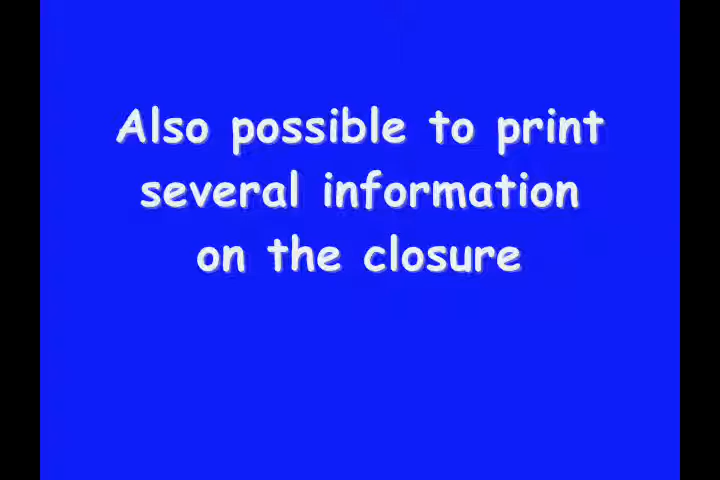 Also possible to print
several information
on the closure